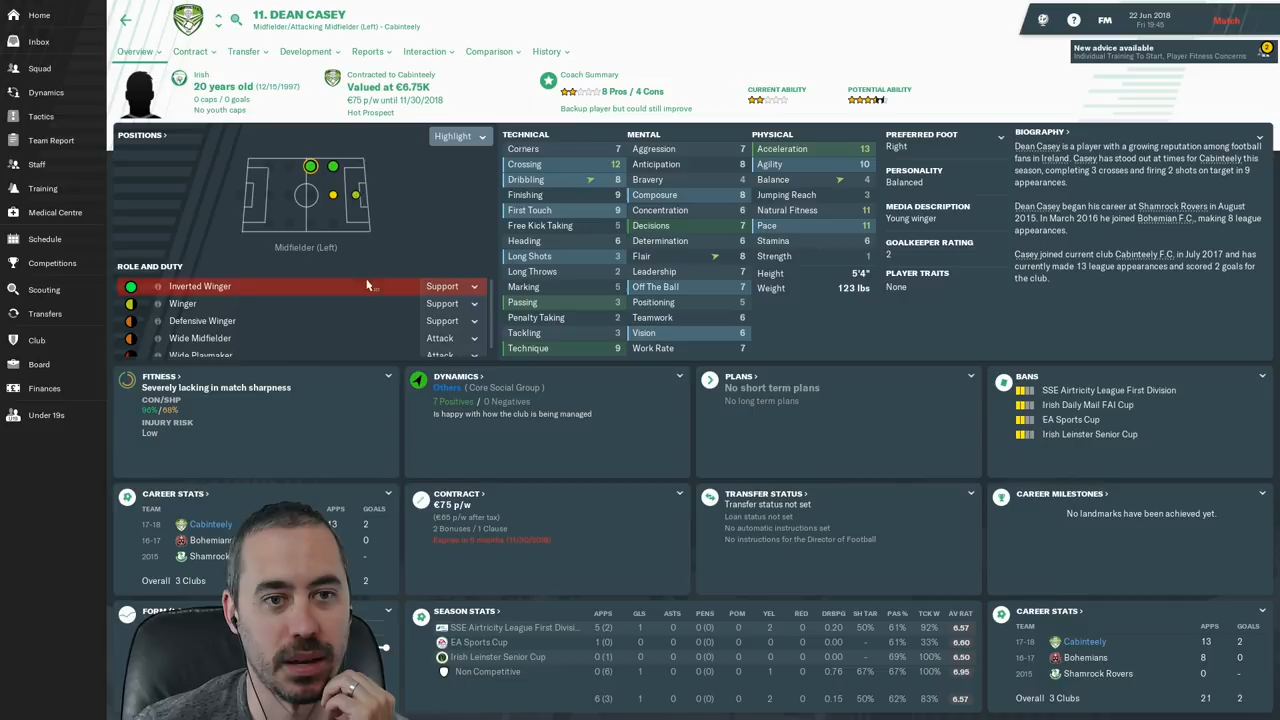 Home
Inbox
Squad
Dynamics
Tactics
Team Report
Staff
Training
Medical Centre
Schedule
Competitions
Scouting
Transfers
Club
Board
Finances
Under 19s
11. DEAN CASEY
Midfielder/Attacking Midfielder (Left) - Cabinteely
FM
22 Jun 2018
Fri 19:45
Match
Overview
Contract
Transfer
Development
Reports
Interaction
Comparison
History
New advice available
2
Individual Training To Start, Player Fitness Concerns
Irish
20 years old (12/15/1997)
0 caps / 0 goals
No youth caps
Contracted to Cabinteely
Valued at €6.75K
€75 p/w until 11/30/2018
Hot Prospect
Coach Summary
8 Pros / 4 Cons
Backup player but could still improve
CURRENT ABILITY
POTENTIAL ABILITY
POSITIONS
Highlight
Midfielder (Left)
ROLE AND DUTY
Inverted Winger Support
Winger Support
Defensive Winger Support
Wide Midfielder Attack
Wide Playmaker Attack
TECHNICAL
Corners 7
Crossing 12
Dribbling 8
Finishing 9
First Touch 9
Free Kick Taking 5
Heading 6
Long Shots 3
Long Throws 2
Marking 5
Passing 3
Penalty Taking 2
Tackling 3
Technique 9
MENTAL
Aggression 7
Anticipation 8
Bravery 4
Composure 8
Concentration 6
Decisions 7
Determination 6
Flair 8
Leadership 7
Off The Ball 7
Positioning 5
Teamwork 6
Vision 6
Work Rate 7
PHYSICAL
Acceleration 13
Agility 10
Balance 4
Jumping Reach 3
Natural Fitness 11
Pace 11
Stamina 6
Strength 1
Height 5'4"
Weight 123 lbs
PREFERRED FOOT
Right
PERSONALITY
Balanced
MEDIA DESCRIPTION
Young winger
GOALKEEPER RATING
2
PLAYER TRAITS
None
BIOGRAPHY
Dean Casey is a player with a growing reputation among football
fans in Ireland. Casey has stood out at times for Cabinteely this
season, completing 3 crosses and firing 2 shots on target in 9
appearances.
Dean Casey began his career at Shamrock Rovers in August
2015. In March 2016 he joined Bohemian F.C., making 8 league
appearances.
Casey joined current club Cabinteely F.C. in July 2017 and has
currently made 13 league appearances and scored 2 goals for
the club.
FITNESS
Severely lacking in match sharpness
CON/SHP
96%/68%
INJURY RISK
Low
DYNAMICS
Others ( Core Social Group )
7 Positives / 0 Negatives
Is happy with how the club is being managed
PLANS
No short term plans
No long term plans
BANS
SSE Airtricity League First Division
Irish Daily Mail FAI Cup
EA Sports Cup
Irish Leinster Senior Cup
CAREER STATS
TEAM APPS GOALS
17-18 Cabinteely 13 2
16-17 Bohemians 0
2015 Shamrock -
Overall 3 Clubs 2
CONTRACT
€75 p/w
(€65 p/w after tax)
2 Bonuses / 1 Clause
Expires in 5 months (11/30/2018)
TRANSFER STATUS
Transfer status not set
Loan status not set
No automatic instructions set
No instructions for the Director of Football
CAREER MILESTONES
No landmarks have been achieved yet.
FORM
SEASON STATS
APPS GLS ASTS PENS POM YEL RED DRBPG SH TAR PAS % TCK W AV RAT
SSE Airtricity League First Divisi... 5 (2) 1 0 0 (0) 0 2 0 0.20 50% 61% 92% 6.57
EA Sports Cup 1 (0) 0 0 0 (0) 0 0 0 0.00 - 61% 33% 6.60
Irish Leinster Senior Cup 0 (1) 0 0 0 (0) 0 0 0 0.00 - 69% 100% 6.50
Non Competitive 0 (6) 1 0 0 (0) 0 1 0 0.76 67% 67% 100% 6.95
6 (3) 1 0 0 (0) 0 2 0 0.15 50% 62% 83% 6.57
CAREER STATS
TEAM APPS GOALS
17-18 Cabinteely 13 2
16-17 Bohemians 8 0
2015 Shamrock Rovers 0 -
Overall 3 Clubs 21 2